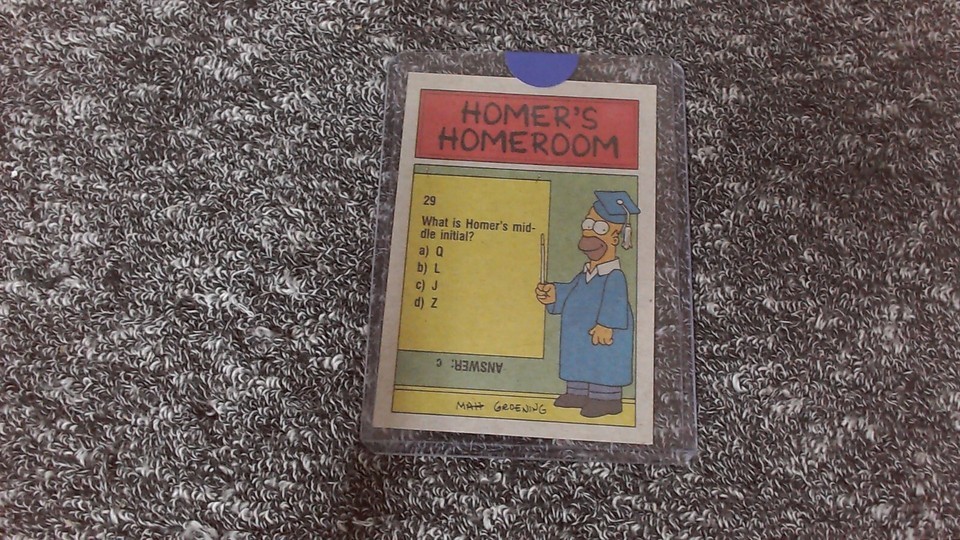 HOMER'S
HOMEROOM
29
What is Homer's mid-
dle initial?
a) Q
b) L
c) J
d) Z
ANSWER: c
MATT GROENING